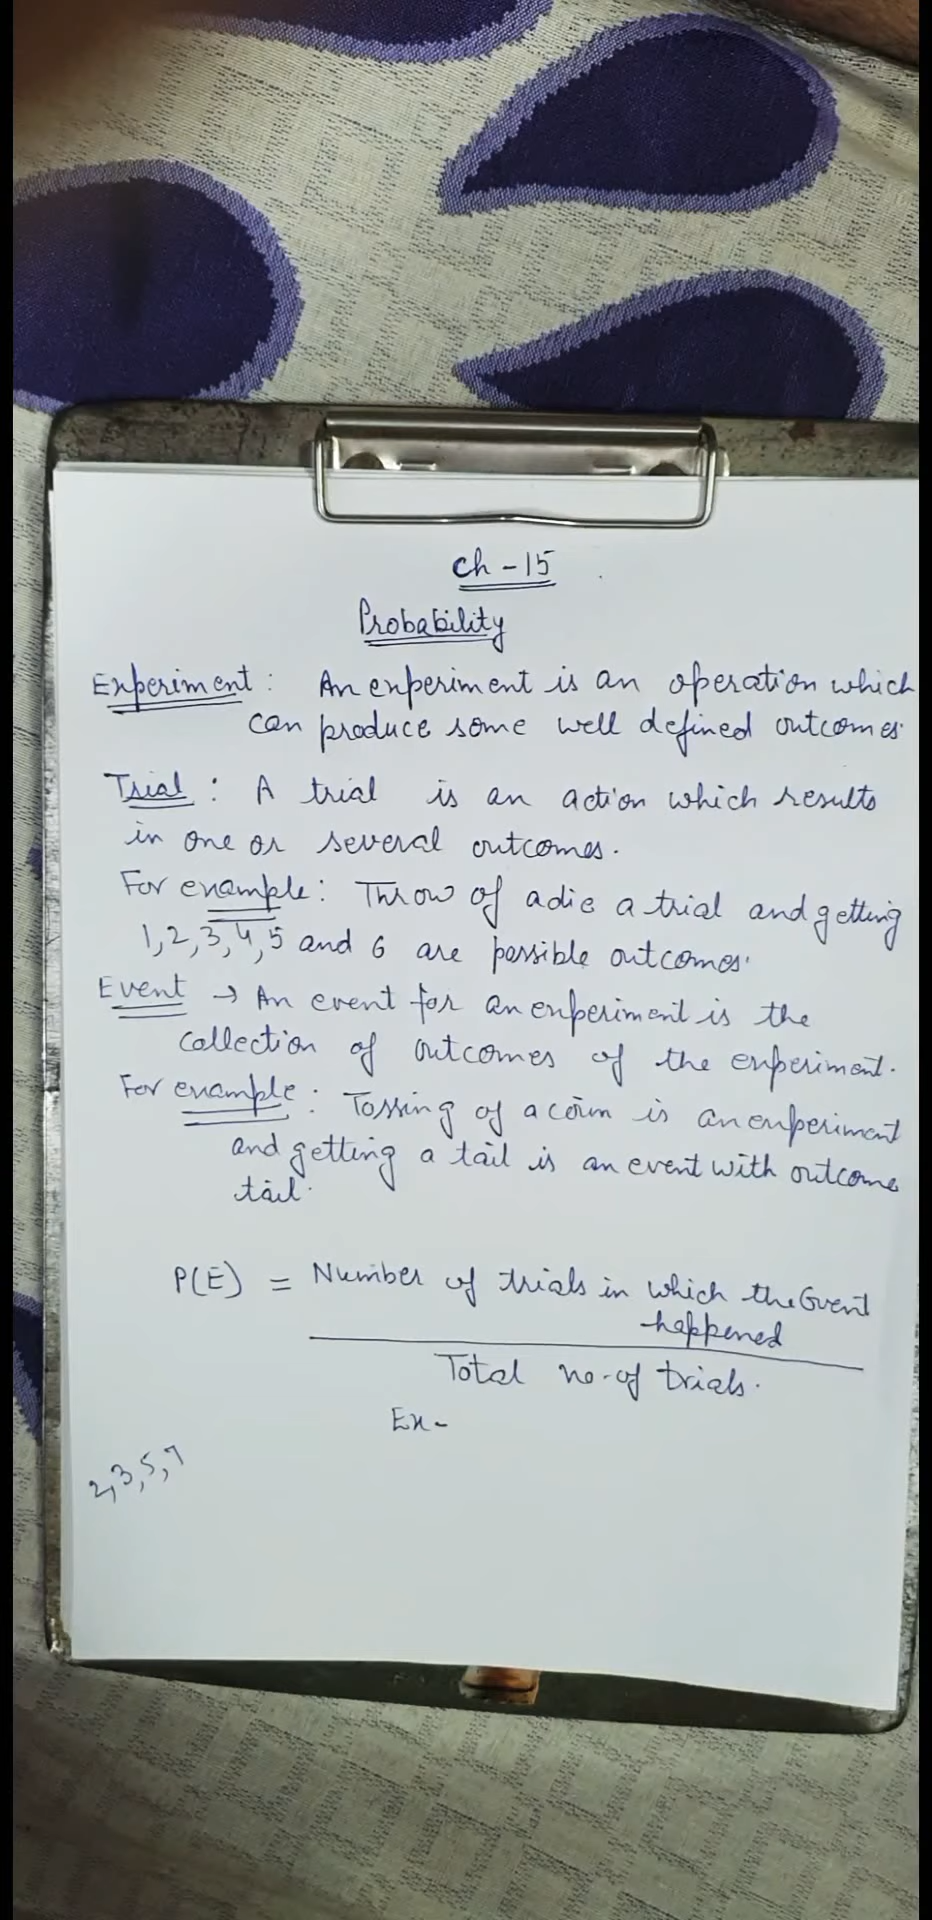 Ch - 15
Probability
Experiment : An experiment is an operation which
can produce some well defined outcomes.
Trial : A trial is an action which results
in one or several outcomes.
For example : Throw of a die a trial and getting
1, 2, 3, 4, 5 and 6 are possible outcomes.
Event → An event for an experiment is the
collection of outcomes of the experiment.
For example : Tossing of a coin is an experiment
and getting a tail is an event with outcome
tail.
P(E) = Number of trials in which the Event
happened
Total no. of trials.
Ex -
2, 3, 5, 7